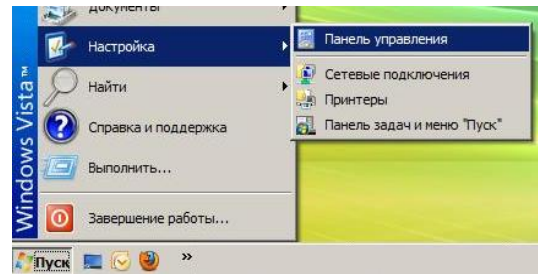 Документы
Настройка
Панель управления
Сетевые подключения
Принтеры
Панель задач и меню "Пуск"
Найти
Справка и поддержка
Выполнить...
Завершение работы...
Windows Vista™
Пуск
»